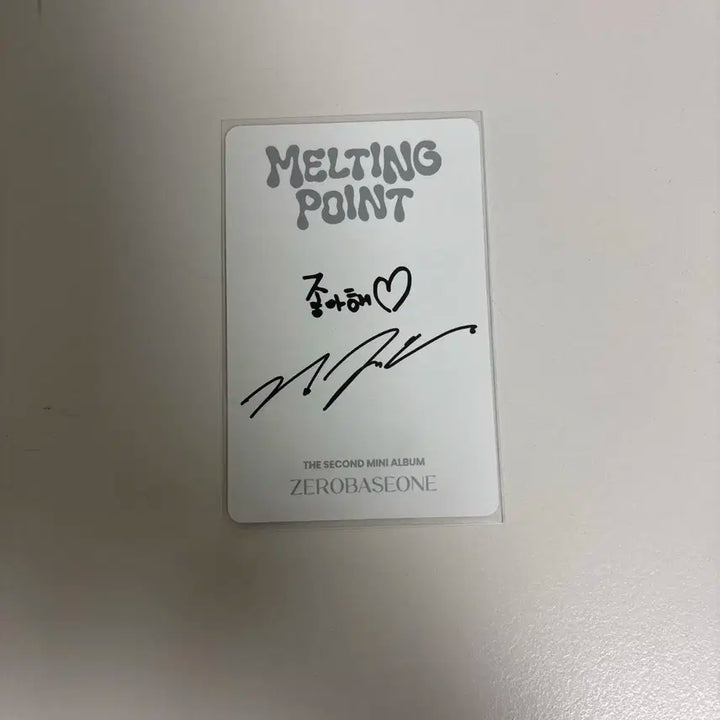 MELTING
POINT
좋아해♡
THE SECOND MINI ALBUM
ZEROBASEONE